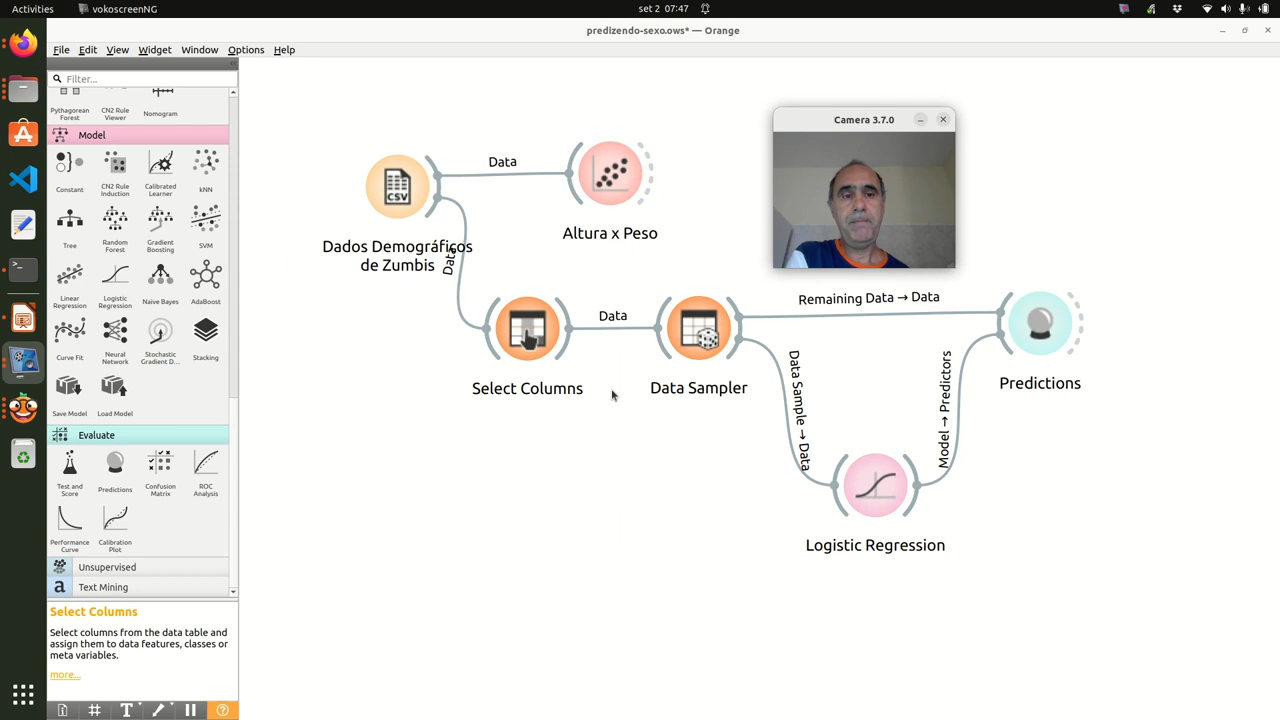 Activities
vokoscreenNG
set 2 07:47
predizendo-sexo.ows* — Orange
File Edit View Widget Window Options Help
Filter...
Pythagorean Forest
CN2 Rule Viewer
Nomogram
Model
Constant
CN2 Rule Induction
Calibrated Learner
kNN
Tree
Random Forest
Gradient Boosting
SVM
Linear Regression
Logistic Regression
Naive Bayes
AdaBoost
Curve Fit
Neural Network
Stochastic Gradient D...
Stacking
Save Model
Load Model
Evaluate
Test and Score
Predictions
Confusion Matrix
ROC Analysis
Performance Curve
Calibration Plot
Unsupervised
a Text Mining
Select Columns
Select columns from the data table and
assign them to data features, classes or
meta variables.
more...
CSV
Dados Demográficos
de Zumbis
Data
Altura x Peso
Data
Select Columns
Data
Data Sampler
Camera 3.7.0
Remaining Data → Data
Data Sample → Data
Model → Predictors
Predictions
Logistic Regression